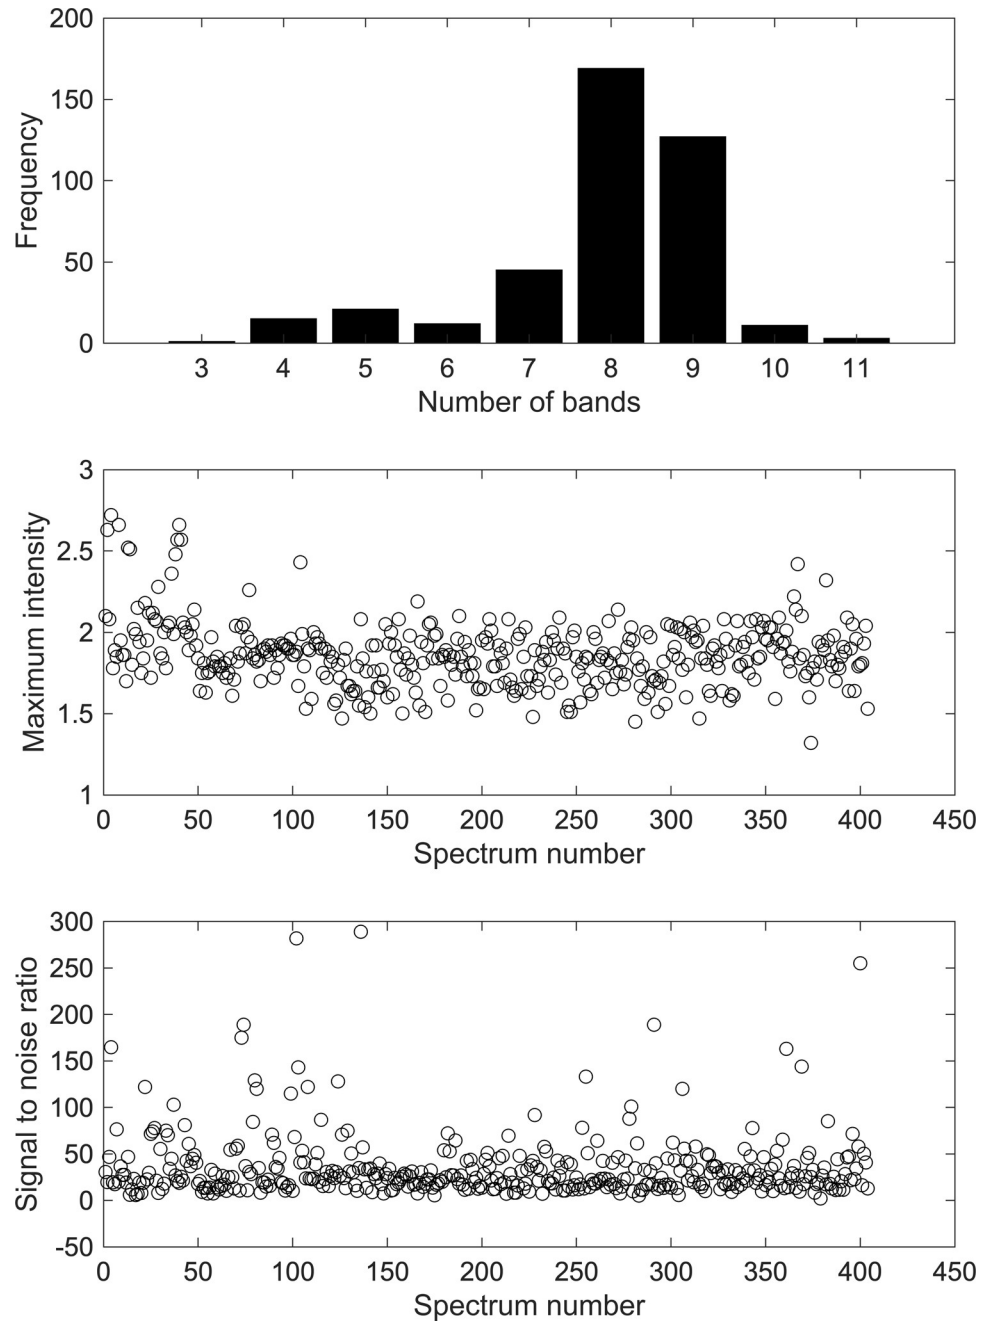 200
150
100
50
0
Frequency
3 4 5 6 7 8 9 10 11
Number of bands
3
2.5
2
1.5
1
Maximum intensity
0 50 100 150 200 250 300 350 400 450
Spectrum number
300
250
200
150
100
50
0
-50
Signal to noise ratio
0 50 100 150 200 250 300 350 400 450
Spectrum number